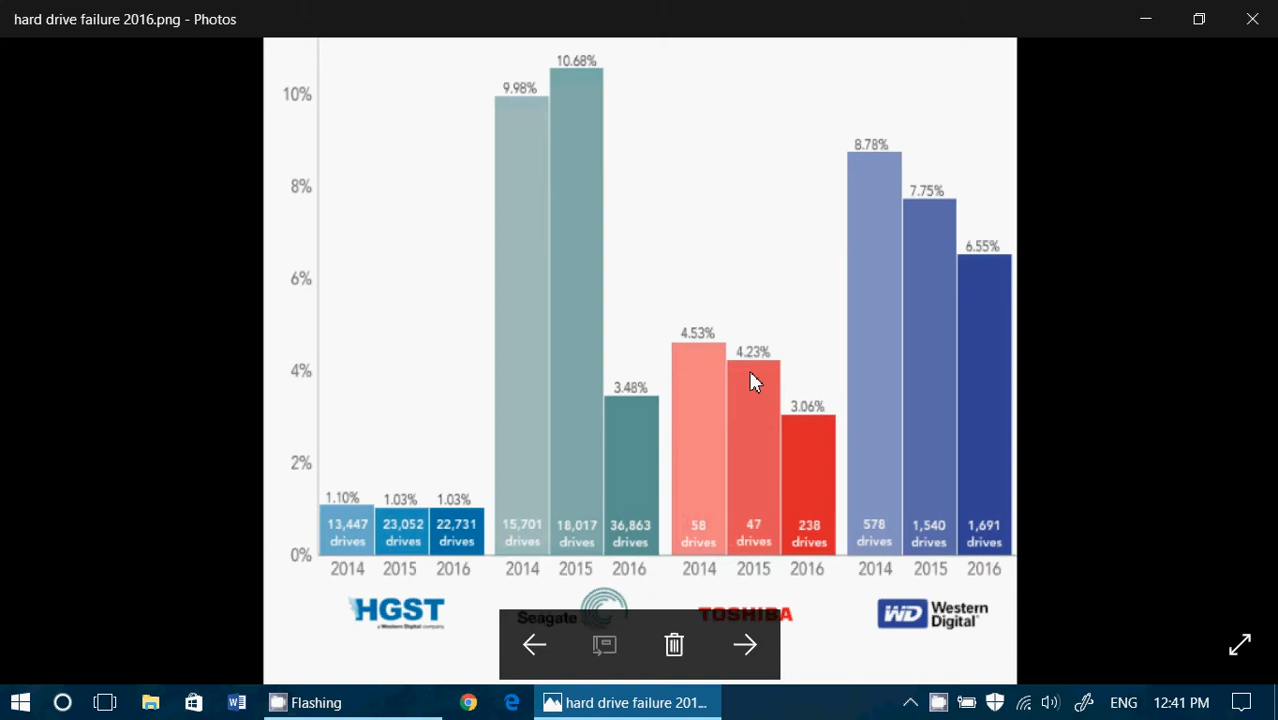 hard drive failure 2016.png - Photos
10.68%
9.98%
10%
8.78%
8%
7.75%
6.55%
6%
4.53%
4.23%
4%
3.48%
3.06%
2%
1.10% 1.03% 1.03%
13,447 drives
23,052 drives
22,731 drives
15,701 drives
18,017 drives
36,863 drives
58 drives
47 drives
238 drives
578 drives
1,540 drives
1,691 drives
0%
2014 2015 2016 2014 2015 2016 2014 2015 2016 2014 2015 2016
HGST
a Western Digital company
Seagate
TOSHIBA
WD Western Digital®
Flashing
hard drive failure 201...
ENG
12:41 PM